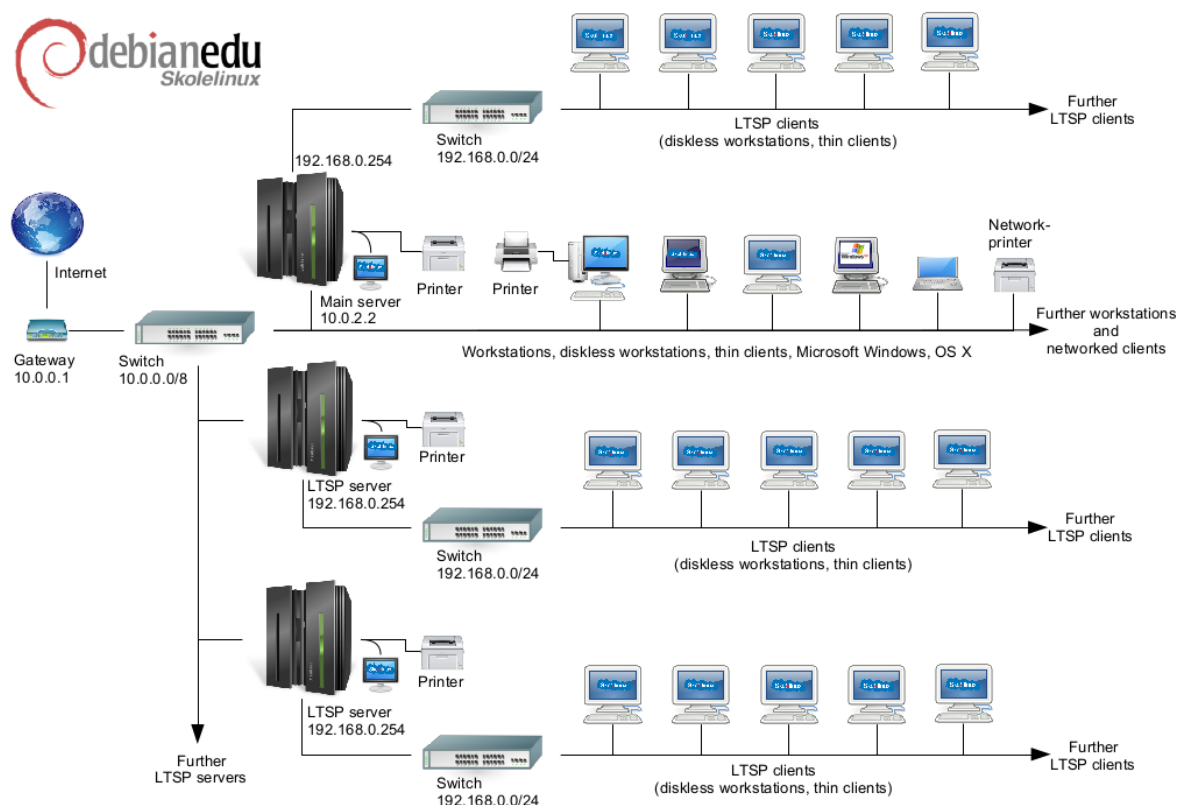 debianedu
Skolelinux
Switch
192.168.0.0/24
LTSP clients
(diskless workstations, thin clients)
Further
LTSP clients
192.168.0.254
Internet
Main server
10.0.2.2
Printer
Printer
Network-
printer
Gateway
10.0.0.1
Switch
10.0.0.0/8
Workstations, diskless workstations, thin clients, Microsoft Windows, OS X
Further workstations
and
networked clients
Windows
Printer
LTSP server
192.168.0.254
Switch
192.168.0.0/24
LTSP clients
(diskless workstations, thin clients)
Further
LTSP clients
Printer
LTSP server
192.168.0.254
Switch
192.168.0.0/24
LTSP clients
(diskless workstations, thin clients)
Further
LTSP clients
Further
LTSP servers